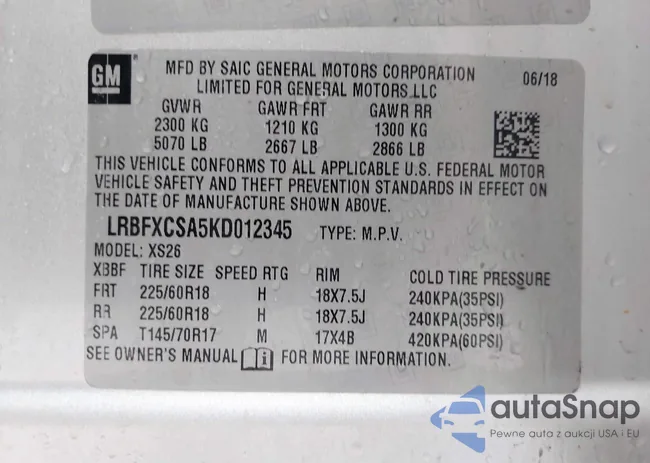 GM
MFD BY SAIC GENERAL MOTORS CORPORATION 06/18
LIMITED FOR GENERAL MOTORS LLC
GVWR GAWR FRT GAWR RR
2300 KG 1210 KG 1300 KG
5070 LB 2667 LB 2866 LB
THIS VEHICLE CONFORMS TO ALL APPLICABLE U.S. FEDERAL MOTOR
VEHICLE SAFETY AND THEFT PREVENTION STANDARDS IN EFFECT ON
THE DATE OF MANUFACTURE SHOWN ABOVE.
LRBFXCSA5KD012345 TYPE: M.P.V.
MODEL: XS26
XBBF TIRE SIZE SPEED RTG RIM COLD TIRE PRESSURE
FRT 225/60R18 H 18X7.5J 240KPA(35PSI)
RR 225/60R18 H 18X7.5J 240KPA(35PSI)
SPA T145/70R17 M 17X4B 420KPA(60PSI)
SEE OWNER'S MANUAL i FOR MORE INFORMATION.
autaSnap
Pewne auta z aukcji USA i EU